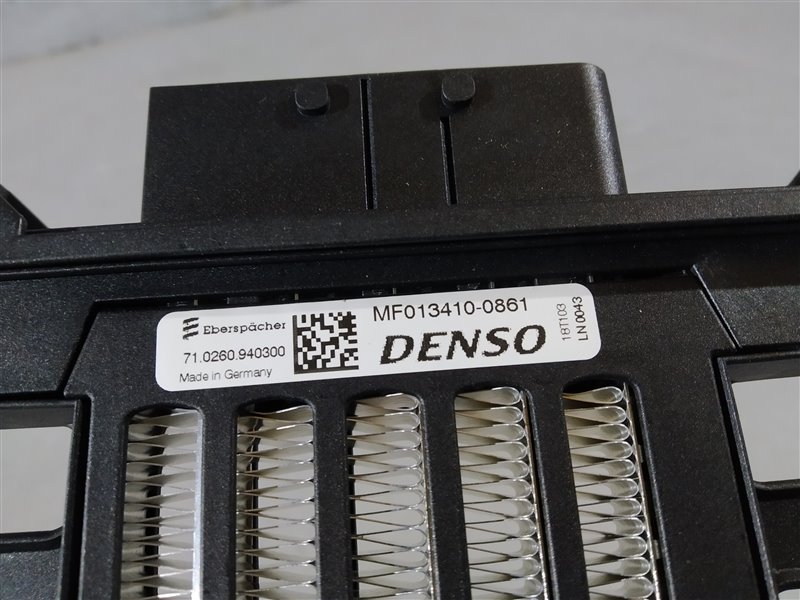 Eberspächer
71.0260.940300
Made in Germany
MF013410-0861
DENSO
18T103
LN0043